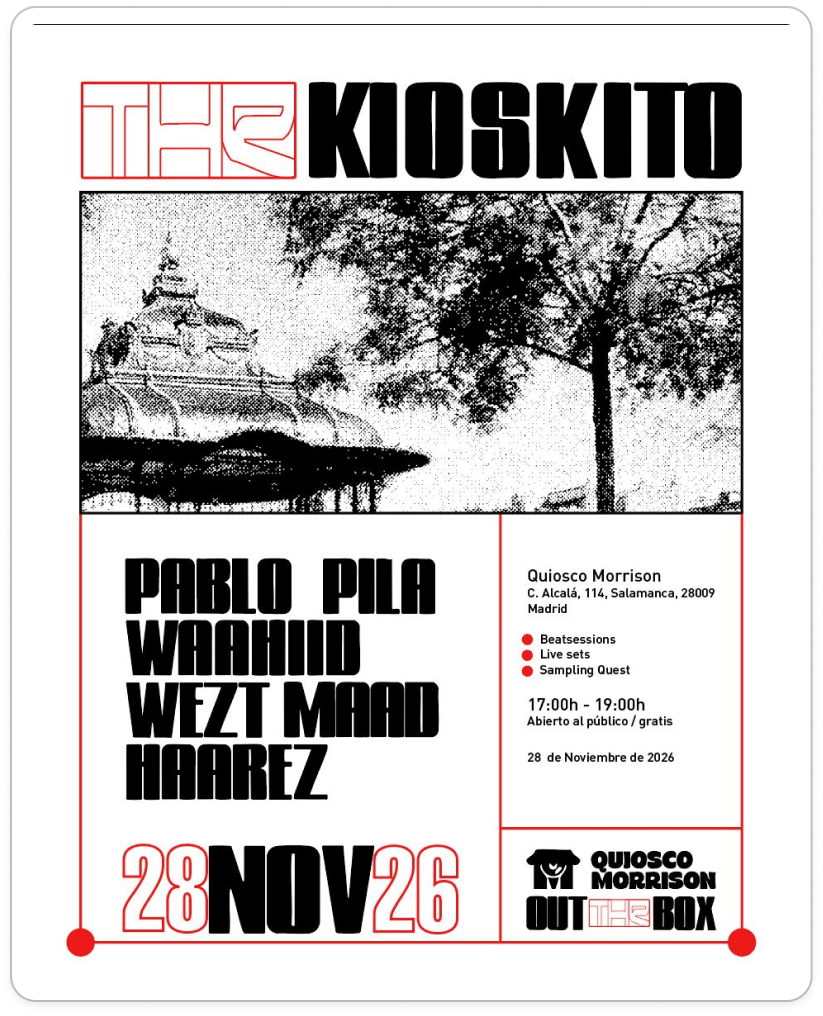 THE KIOSKITO
PABLO PILA
WAAHIID
WEZT MAAD
HAAREZ
28NOV26
Quiosco Morrison
C. Alcalá, 114, Salamanca, 28009
Madrid
Beatsessions
Live sets
Sampling Quest
17:00h - 19:00h
Abierto al público / gratis
28 de Noviembre de 2026
QUIOSCO
MORRISON
OUT THE BOX